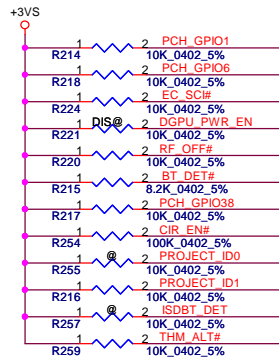 +3VS
1 2 PCH_GPIO1
R214 10K_0402_5%
1 2 PCH_GPIO6
R218 10K_0402_5%
1 2 EC_SCI#
R224 10K_0402_5%
1 DIS@ 2 DGPU_PWR_EN
R221 10K_0402_5%
1 2 RF_OFF#
R220 10K_0402_5%
1 2 BT_DET#
R215 8.2K_0402_5%
1 2 PCH_GPIO38
R217 10K_0402_5%
1 2 CIR_EN#
R254 100K_0402_5%
1 @ 2 PROJECT_ID0
R255 10K_0402_5%
1 2 PROJECT_ID1
R216 10K_0402_5%
1 @ 2 ISDBT_DET
R257 10K_0402_5%
1 2 THM_ALT#
R259 10K_0402_5%